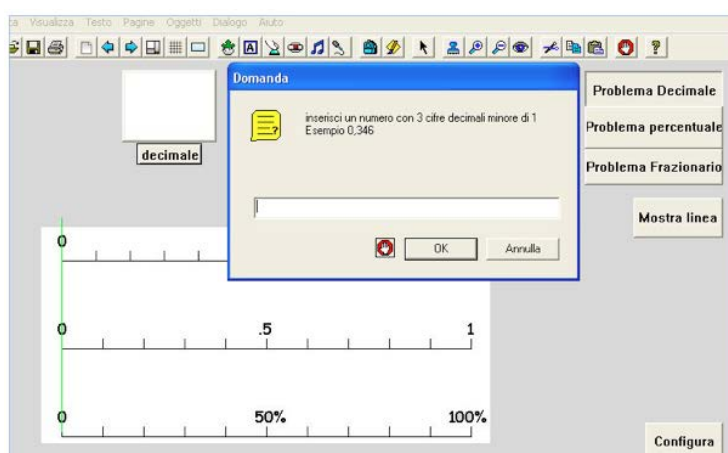 Visualizza Testo Pagine Oggetti Dialogo Aiuto
Domanda
inserisci un numero con 3 cifre decimali minore di 1
Esempio 0,346
OK Annulla
decimale
Problema Decimale
Problema percentuale
Problema Frazionario
Mostra linea
0
0 .5 1
0 50% 100%
Configura